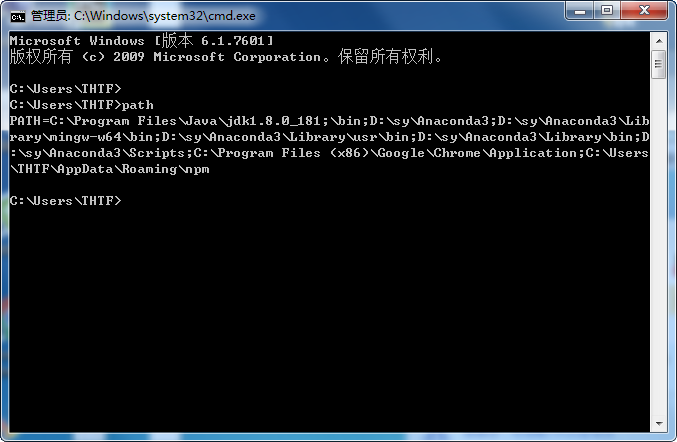 管理员: C:\Windows\system32\cmd.exe
Microsoft Windows [版本 6.1.7601]
版权所有 (c) 2009 Microsoft Corporation。保留所有权利。
C:\Users\THTF>
C:\Users\THTF>path
PATH=C:\Program Files\Java\jdk1.8.0_181;\bin;D:\sy\Anaconda3;D:\sy\Anaconda3\Lib
rary\mingw-w64\bin;D:\sy\Anaconda3\Library\usr\bin;D:\sy\Anaconda3\Library\bin;D
:\sy\Anaconda3\Scripts;C:\Program Files (x86)\Google\Chrome\Application;C:\Users
\THTF\AppData\Roaming\npm
C:\Users\THTF>